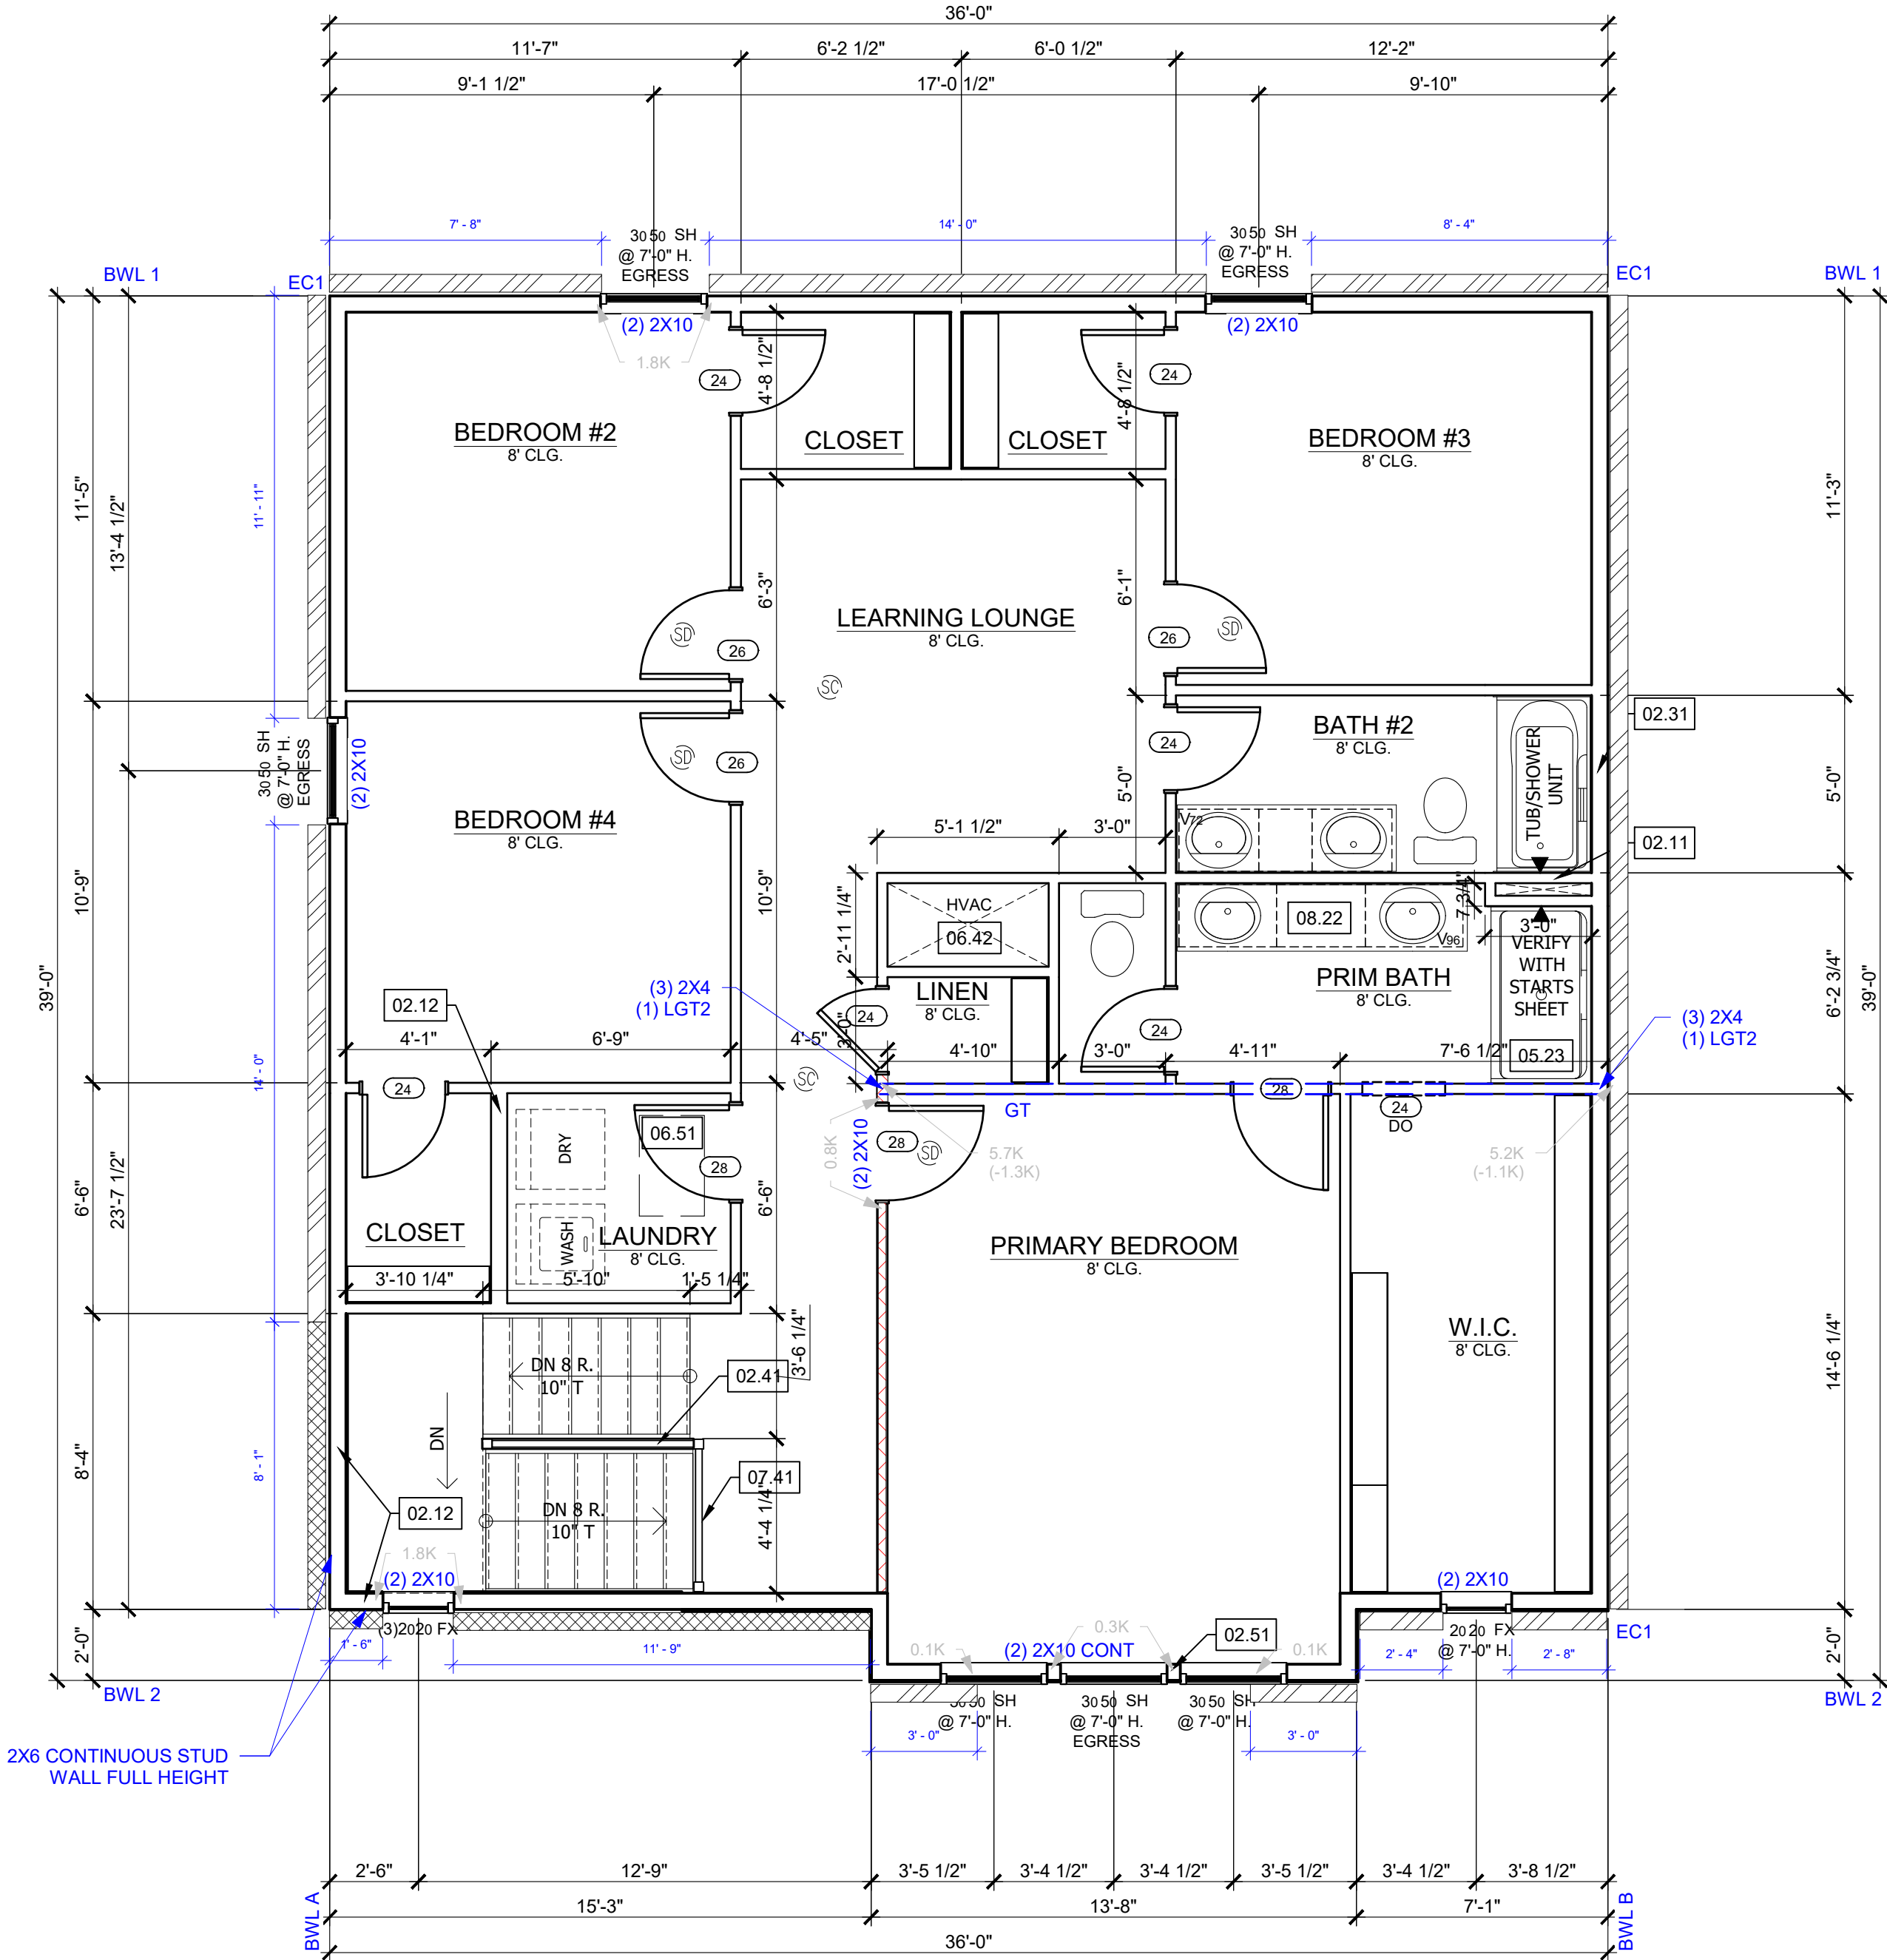 36'-0"
11'-7"
6'-2 1/2"
6'-0 1/2"
12'-2"
9'-1 1/2"
17'-0 1/2"
9'-10"
7' - 8"
14' - 0"
8' - 4"
3050 SH
@ 7'-0" H.
EGRESS
3050 SH
@ 7'-0" H.
EGRESS
BWL 1
EC1
EC1
BWL 1
(2) 2X10
(2) 2X10
1.8K
24
4'-8 1/2"
4'-8 1/2"
24
BEDROOM #2
8' CLG.
CLOSET
CLOSET
BEDROOM #3
8' CLG.
11'-5"
13'-4 1/2"
11' - 11"
11'-3"
6'-3"
6'-1"
LEARNING LOUNGE
8' CLG.
SD
26
26
SD
SC
02.31
BATH #2
8' CLG.
TUB/SHOWER
UNIT
3050 SH
@ 7'-0" H.
EGRESS
(2) 2X10
SD
26
24
5'-0"
5'-0"
BEDROOM #4
8' CLG.
5'-1 1/2"
3'-0"
V72
02.11
10'-9"
10'-9"
39'-0"
2'-11 1/4"
HVAC
06.42
08.22
V96
7 3/4"
3'-0"
VERIFY
WITH
STARTS
SHEET
6'-2 3/4"
39'-0"
(3) 2X4
(1) LGT2
LINEN
8' CLG.
PRIM BATH
8' CLG.
02.12
24
3'-0"
24
(3) 2X4
(1) LGT2
4'-1"
6'-9"
4'-5"
4'-10"
3'-0"
4'-11"
7'-6 1/2"
05.23
14' - 0"
24
SC
28
GT
24
DO
0.8K
(2) 2X10
28
SD
5.7K
(-1.3K)
5.2K
(-1.1K)
DRY
06.51
28
6'-6"
23'-7 1/2"
6'-6"
CLOSET
WASH
LAUNDRY
8' CLG.
PRIMARY BEDROOM
8' CLG.
3'-10 1/4"
5'-10"
1'-5 1/4"
W.I.C.
8' CLG.
14'-6 1/4"
3'-6 1/4"
DN 8 R.
10" T
02.41
DN
8'-4"
8' - 1"
07.41
02.12
DN 8 R.
10" T
4'-4 1/4"
1.8K
(2) 2X10
(2) 2X10
(3)2020 FX
1' - 6"
11' - 9"
0.1K
0.3K
(2) 2X10 CONT
02.51
0.1K
2' - 4"
2020 FX
@ 7'-0" H.
2' - 8"
EC1
2'-0"
2'-0"
BWL 2
BWL 2
3050 SH
@ 7'-0" H.
3050 SH
@ 7'-0" H.
EGRESS
3050 SH
@ 7'-0" H.
3' - 0"
3' - 0"
2X6 CONTINUOUS STUD
WALL FULL HEIGHT
2'-6"
12'-9"
3'-5 1/2"
3'-4 1/2"
3'-4 1/2"
3'-5 1/2"
3'-4 1/2"
3'-8 1/2"
BWL A
15'-3"
13'-8"
7'-1"
BWL B
36'-0"